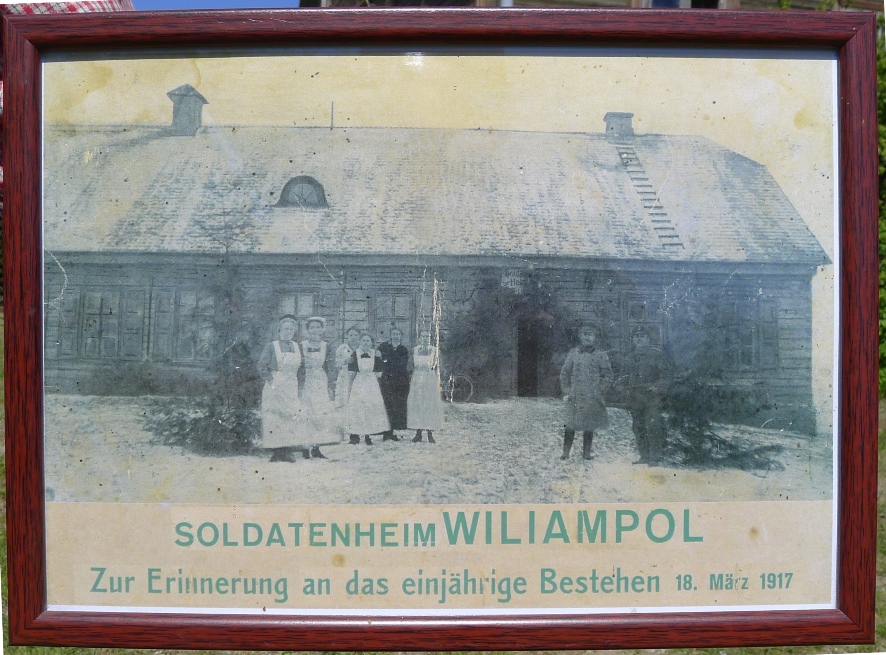 SOLDATENHEIM WILIAMPOL
Zur Erinnerung an das einjährige Bestehen 18. März 1917